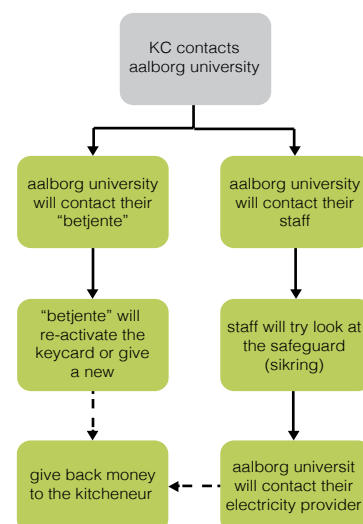 KC contacts
aalborg university
aalborg university
will contact their
“betjente”
aalborg university
will contact their
staff
“betjente” will
re-activate the
keycard or give
a new
staff will try look at
the safeguard
(sikring)
give back money
to the kitcheneur
aalborg universit
will contact their
electricity provider